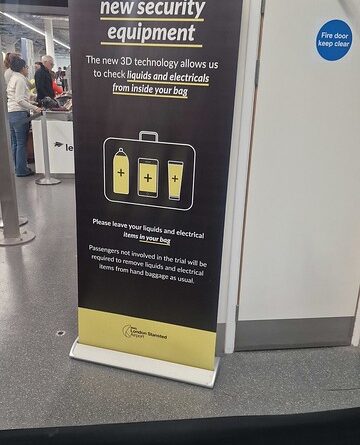 new security
equipment
The new 3D technology allows us
to check liquids and electricals
from inside your bag
Please leave your liquids and electrical
items in your bag
Passengers not involved in the trial will be
required to remove liquids and electrical
items from hand baggage as usual.
London Stansted
Airport
Fire door
keep clear
le